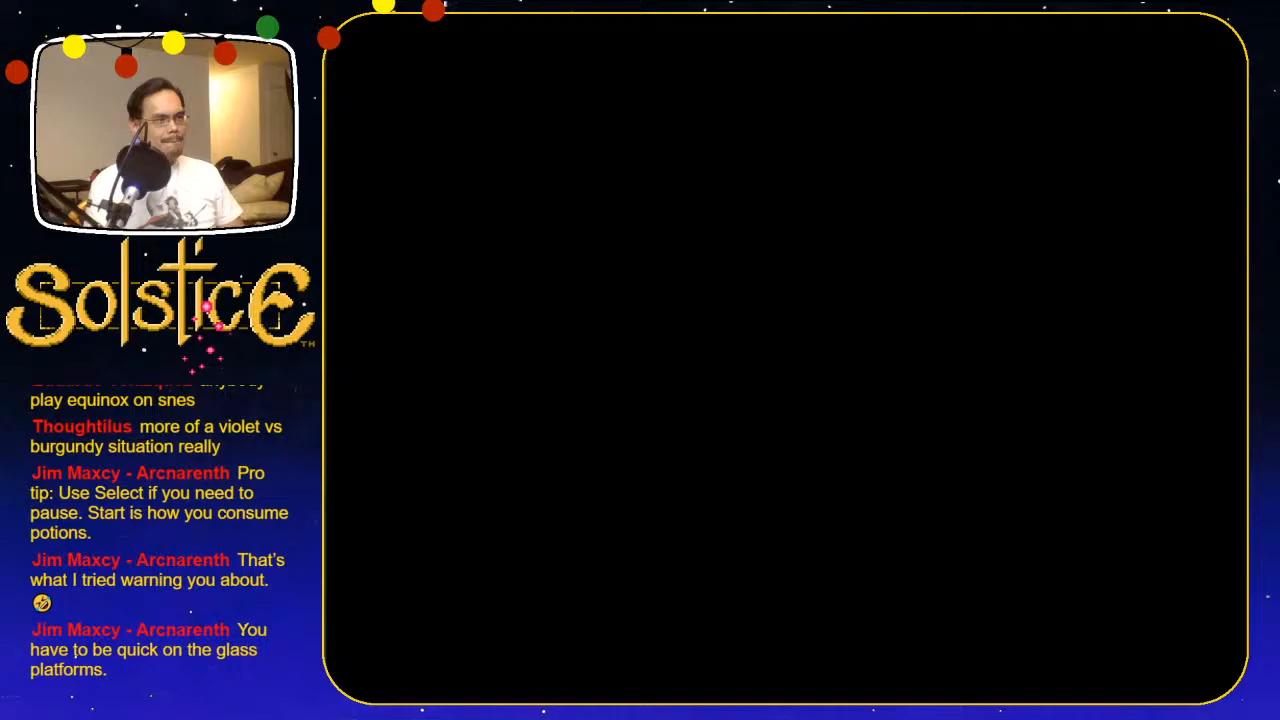 Solstice
TM
play equinox on snes
Thoughtilus more of a violet vs
burgundy situation really
Jim Maxcy - Arcnarenth Pro
tip: Use Select if you need to
pause. Start is how you consume
potions.
Jim Maxcy - Arcnarenth That's
what I tried warning you about.
🤣
Jim Maxcy - Arcnarenth You
have to be quick on the glass
platforms.